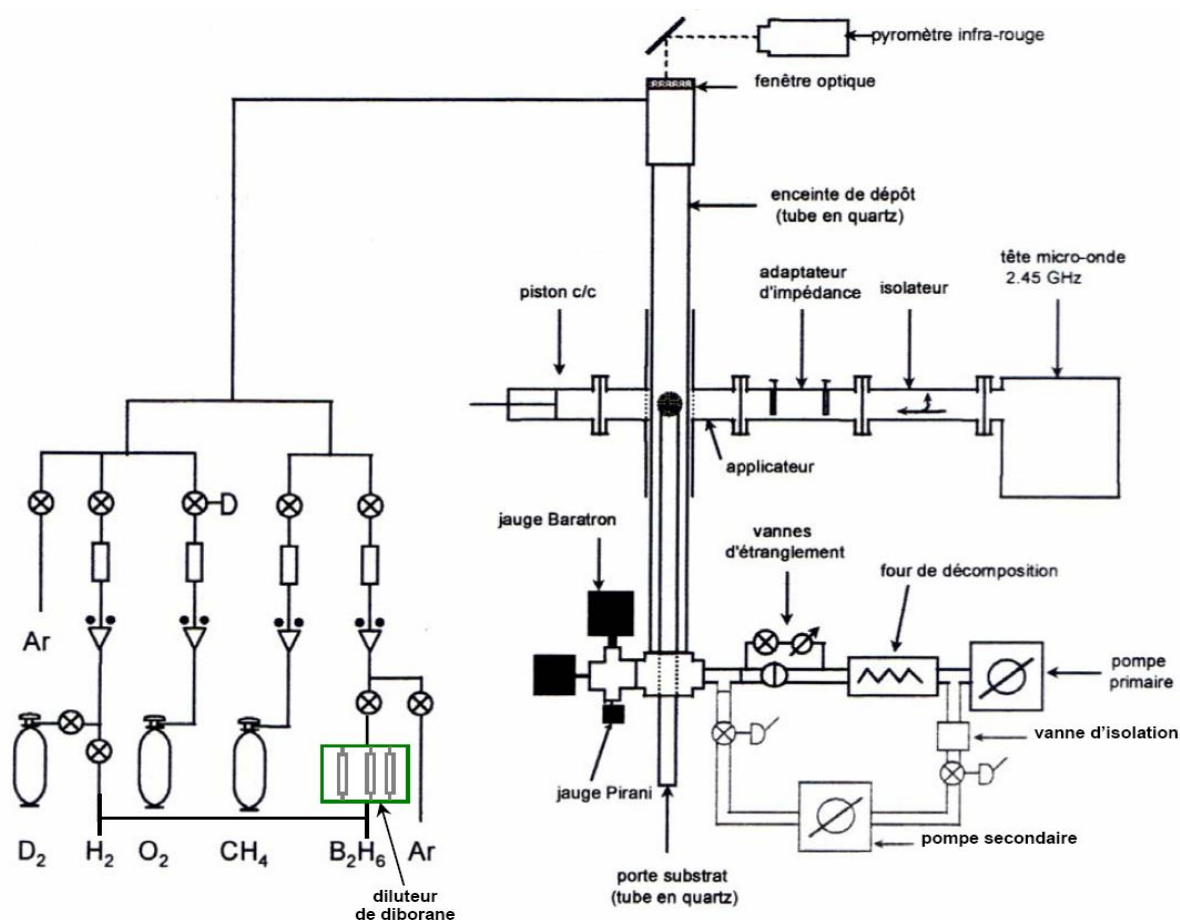 pyromètre infra-rouge
fenêtre optique
enceinte de dépôt
(tube en quartz)
tête micro-onde
2.45 GHz
adaptateur
d'impédance
isolateur
piston c/c
applicateur
jauge Baratron
vannes
d'étranglement
four de décomposition
Ar
pompe
primaire
vanne d'isolation
jauge Pirani
pompe secondaire
D2 H2 O2 CH4 B2H6 Ar
porte substrat
(tube en quartz)
diluteur
de diborane